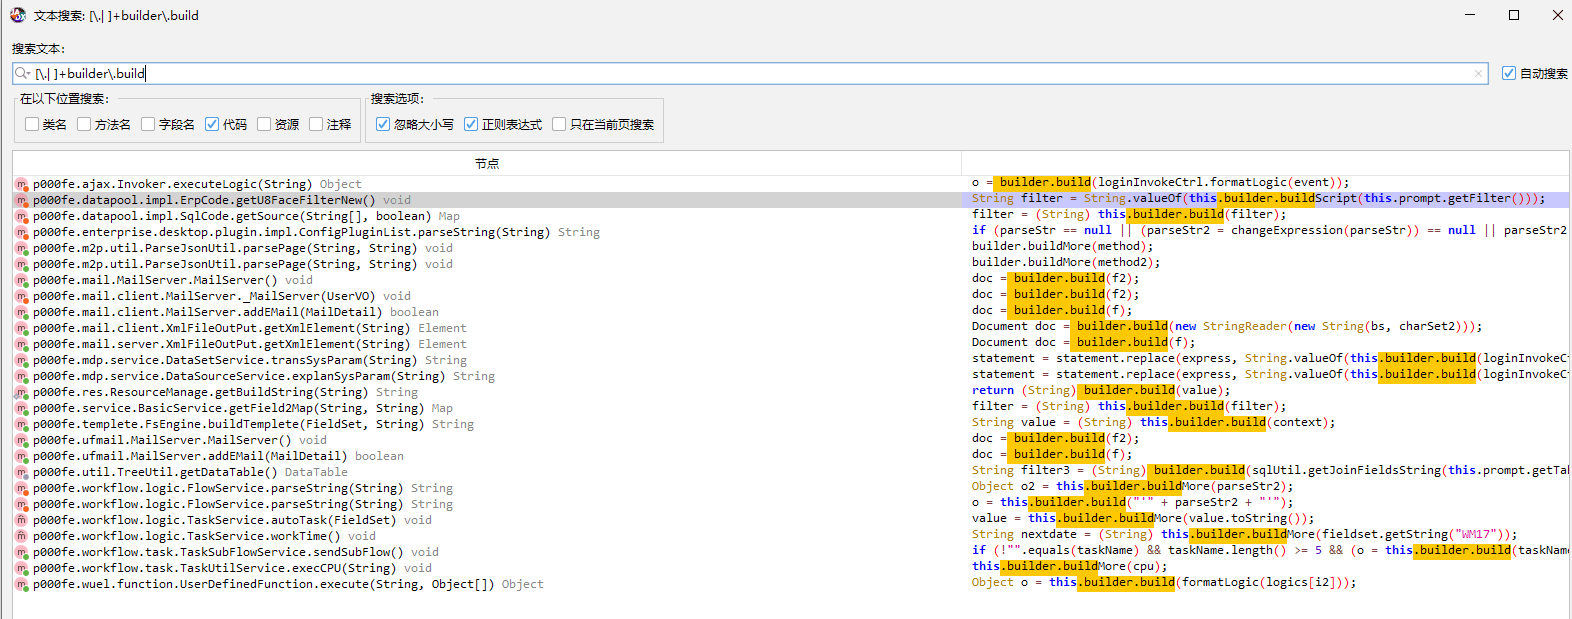 文本搜索: [\.| ]+builder\.build
搜索文本:
[\.| ]+builder\.build
自动搜索
在以下位置搜索:
搜索选项:
类名 方法名 字段名 代码 资源 注释
忽略大小写 正则表达式 只在当前页搜索
节点
p000fe.ajax.Invoker.executeLogic(String) Object o = builder.build(loginInvokeCtrl.formatLogic(event));
p000fe.datapool.impl.ErpCode.getU8FaceFilterNew() void String filter = String.valueOf(this.builder.buildScript(this.prompt.getFilter()));
p000fe.datapool.impl.SqlCode.getSource(String[], boolean) Map filter = (String) this.builder.build(filter);
p000fe.enterprise.desktop.plugin.impl.ConfigPluginList.parseString(String) String if (parseStr == null || (parseStr2 = changeExpression(parseStr)) == null || parseStr2
p000fe.m2p.util.ParseJsonUtil.parsePage(String, String) void builder.buildMore(method);
p000fe.m2p.util.ParseJsonUtil.parsePage(String, String) void builder.buildMore(method2);
p000fe.mail.MailServer.MailServer() void doc = builder.build(f2);
p000fe.mail.client.MailServer._MailServer(UserVO) void doc = builder.build(f2);
p000fe.mail.client.MailServer.addEMail(MailDetail) boolean doc = builder.build(f);
p000fe.mail.client.XmlFileOutPut.getXmlElement(String) Element Document doc = builder.build(new StringReader(new String(bs, charSet2)));
p000fe.mail.server.XmlFileOutPut.getXmlElement(String) Element Document doc = builder.build(f);
p000fe.mdp.service.DataSetService.transSysParam(String) String statement = statement.replace(express, String.valueOf(this.builder.build(loginInvokeC
p000fe.mdp.service.DataSourceService.explanSysParam(String) String statement = statement.replace(express, String.valueOf(this.builder.build(loginInvokeC
p000fe.res.ResourceManage.getBuildString(String) String return (String) builder.build(value);
p000fe.service.BasicService.getField2Map(String, String) Map filter = (String) this.builder.build(filter);
p000fe.templete.FsEngine.buildTemplete(FieldSet, String) String String value = (String) this.builder.build(context);
p000fe.ufmail.MailServer.MailServer() void doc = builder.build(f2);
p000fe.ufmail.MailServer.addEMail(MailDetail) boolean doc = builder.build(f);
p000fe.util.TreeUtil.getDataTable() DataTable String filter3 = (String) builder.build(sqlUtil.getJoinFieldsString(this.prompt.getTa
p000fe.workflow.logic.FlowService.parseString(String) String Object o2 = this.builder.buildMore(parseStr2);
p000fe.workflow.logic.FlowService.parseString(String) String o = this.builder.build("'" + parseStr2 + "'");
p000fe.workflow.logic.TaskService.autoTask(FieldSet) void value = this.builder.buildMore(value.toString());
p000fe.workflow.logic.TaskService.workTime() void String nextdate = (String) this.builder.buildMore(fieldset.getString("WM17"));
p000fe.workflow.task.TaskSubFlowService.sendSubFlow() void if (!"".equals(taskName) && taskName.length() >= 5 && (o = this.builder.build(taskNam
p000fe.workflow.task.TaskUtilService.execCPU(String) void this.builder.buildMore(cpu);
p000fe.wuel.function.UserDefinedFunction.execute(String, Object[]) Object Object o = this.builder.build(formatLogic(logics[i2]));